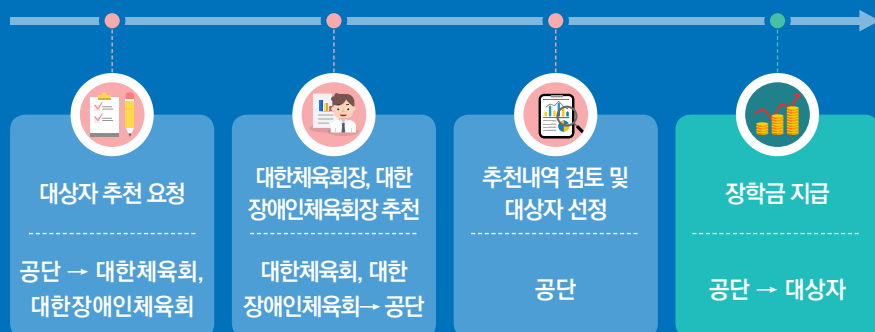 대상자 추천 요청
공단 → 대한체육회,
대한장애인체육회
대한체육회장, 대한
장애인체육회장 추천
대한체육회, 대한
장애인체육회→ 공단
추천내역 검토 및
대상자 선정
공단
장학금 지급
공단 → 대상자